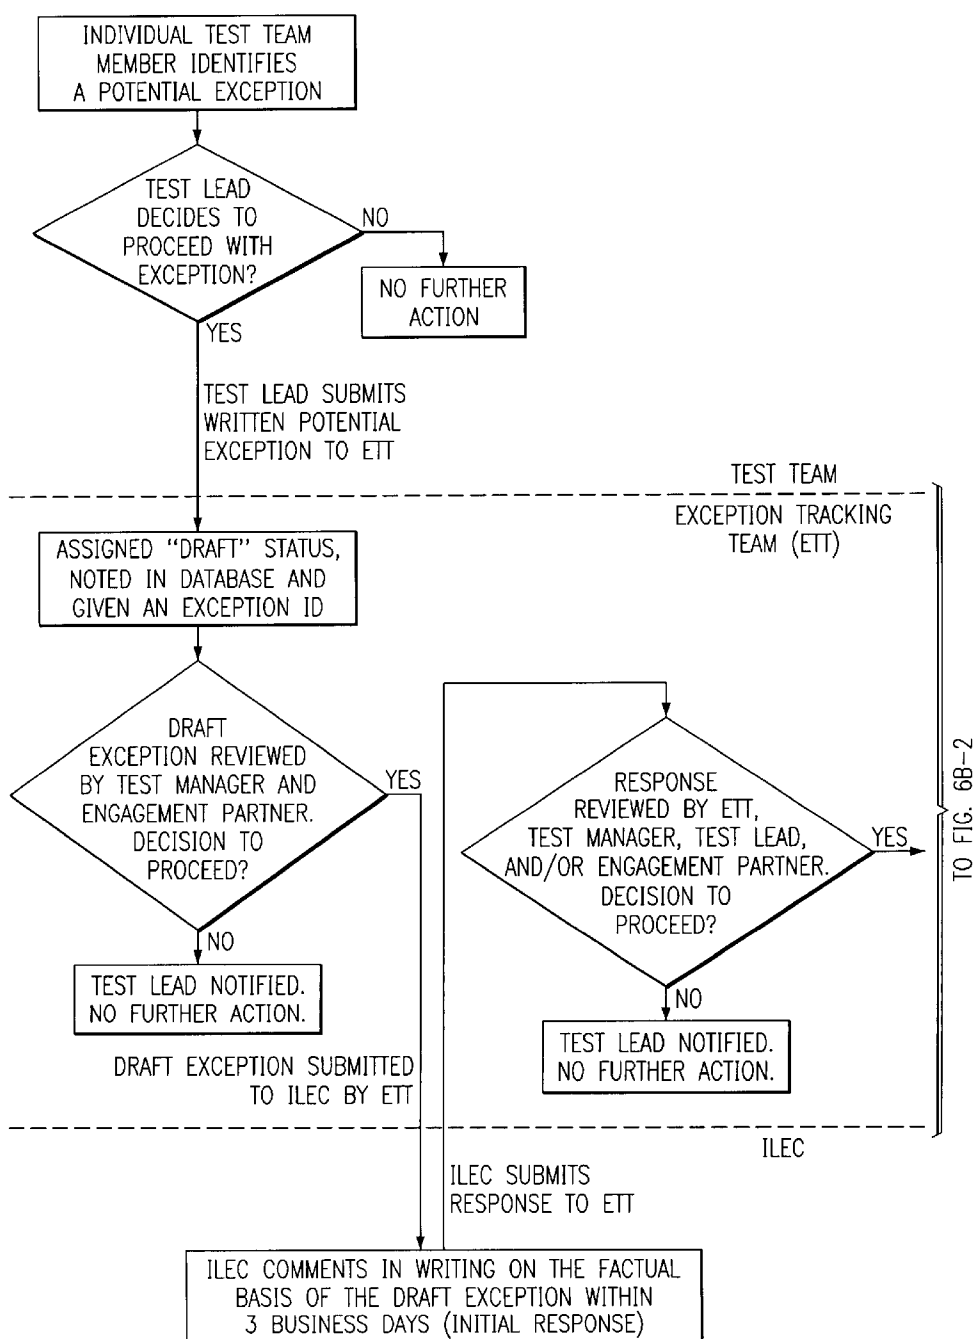 INDIVIDUAL TEST TEAM
MEMBER IDENTIFIES
A POTENTIAL EXCEPTION
TEST LEAD
DECIDES TO
PROCEED WITH
EXCEPTION?
NO
NO FURTHER
ACTION
YES
TEST LEAD SUBMITS
WRITTEN POTENTIAL
EXCEPTION TO ETT
TEST TEAM
EXCEPTION TRACKING
TEAM (ETT)
ASSIGNED "DRAFT" STATUS,
NOTED IN DATABASE AND
GIVEN AN EXCEPTION ID
DRAFT
EXCEPTION REVIEWED
BY TEST MANAGER AND
ENGAGEMENT PARTNER.
DECISION TO
PROCEED?
YES
NO
TEST LEAD NOTIFIED.
NO FURTHER ACTION.
DRAFT EXCEPTION SUBMITTED
TO ILEC BY ETT
RESPONSE
REVIEWED BY ETT,
TEST MANAGER, TEST LEAD,
AND/OR ENGAGEMENT PARTNER.
DECISION TO
PROCEED?
YES
NO
TEST LEAD NOTIFIED.
NO FURTHER ACTION.
TO FIG. 6B-2
ILEC
ILEC SUBMITS
RESPONSE TO ETT
ILEC COMMENTS IN WRITING ON THE FACTUAL
BASIS OF THE DRAFT EXCEPTION WITHIN
3 BUSINESS DAYS (INITIAL RESPONSE)